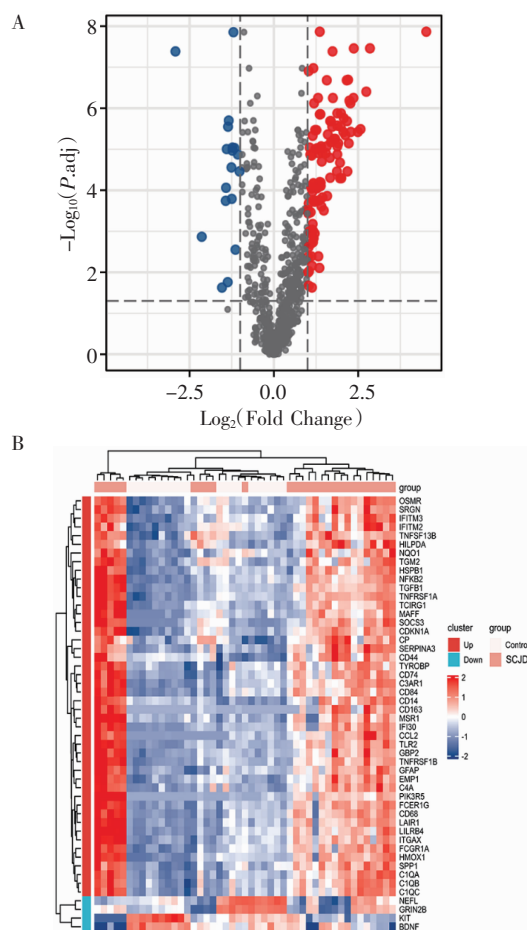 A
8
6
4
2
0
−Log₁₀(P.adj)
−2.5 0.0 2.5
Log₂(Fold Change)
B
group
OSMR
SRGN
IFITM3
IFITM2
TNFSF13B
HILPDA
NQO1
TGM2
HSPB1
NFKB2
TGFB1
TNFRSF1A
TCIRG1
MAFF
SOCS3
CDKN1A
CP
SERPINA3
CD44
TYROBP
CD74
C3AR1
CD84
CD14
CD163
MSR1
IFI30
CCL2
TLR2
GBP2
TNFRSF1B
GFAP
EMP1
C4A
PIK3R5
FCER1G
CD68
LAIR1
LILRB4
ITGAX
FCGR1A
HMOX1
SPP1
C1QA
C1QB
C1QC
NEFL
GRIN2B
KIT
BDNF
cluster group
Up Contro
Down SCJD
2
1
0
-1
-2